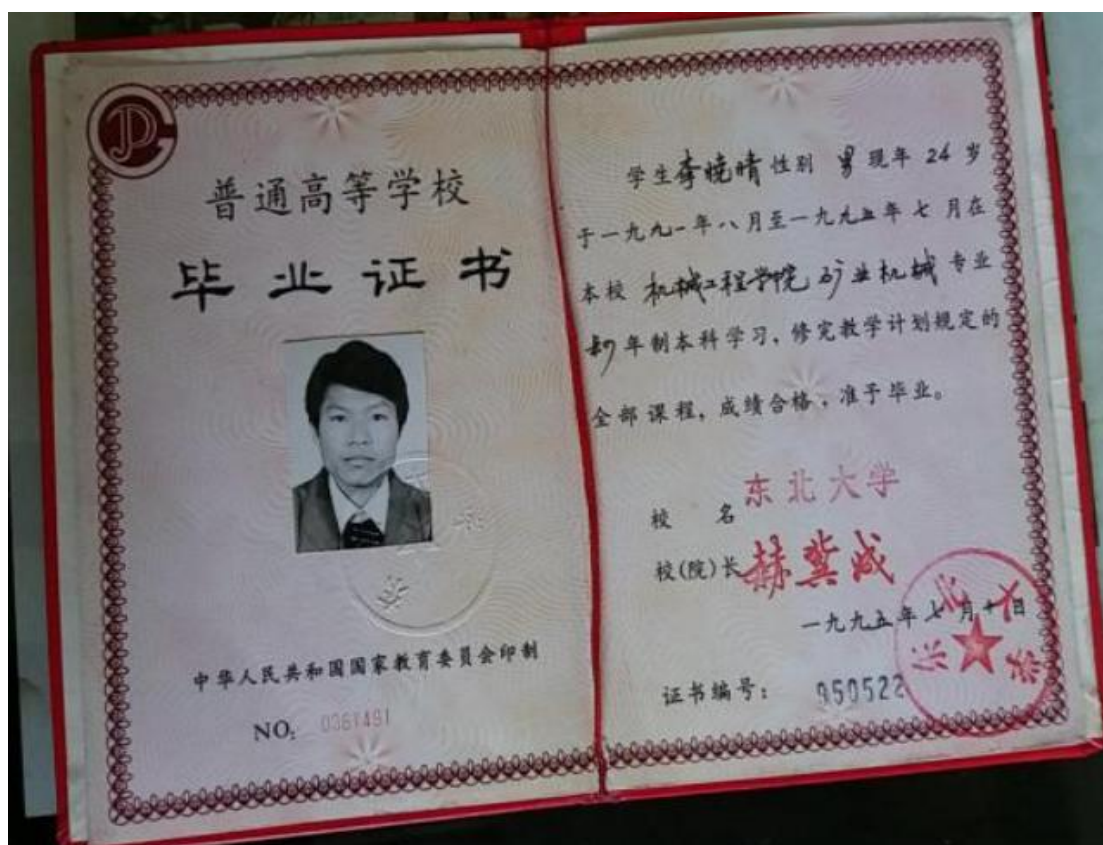 普通高等学校
毕业证书
中华人民共和国国家教育委员会印制
NO: 0361491
学生李晓晴性别 男 现年 24 岁
于一九九一年八月至一九九五年七月在
本校 机械工程学院 矿业机械 专业
四年制本科学习，修完教学计划规定的
全部课程，成绩合格，准予毕业。
校 名 东北大学
校(院)长 赫冀成
一九九五年七月十日
证书编号： 950522
东北大学